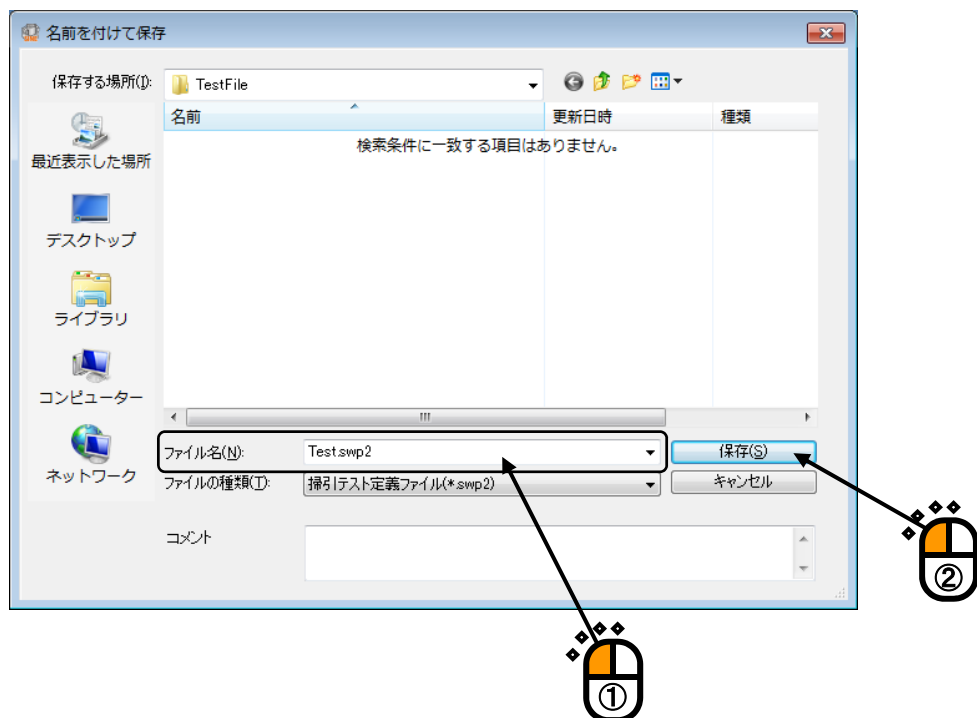 名前を付けて保存
保存する場所(I):
TestFile
名前
更新日時
種類
検索条件に一致する項目はありません。
最近表示した場所
デスクトップ
ライブラリ
コンピューター
ネットワーク
ファイル名(N):
Test.swp2
保存(S)
ファイルの種類(T):
掃引テスト定義ファイル(*.swp2)
キャンセル
コメント
②
①